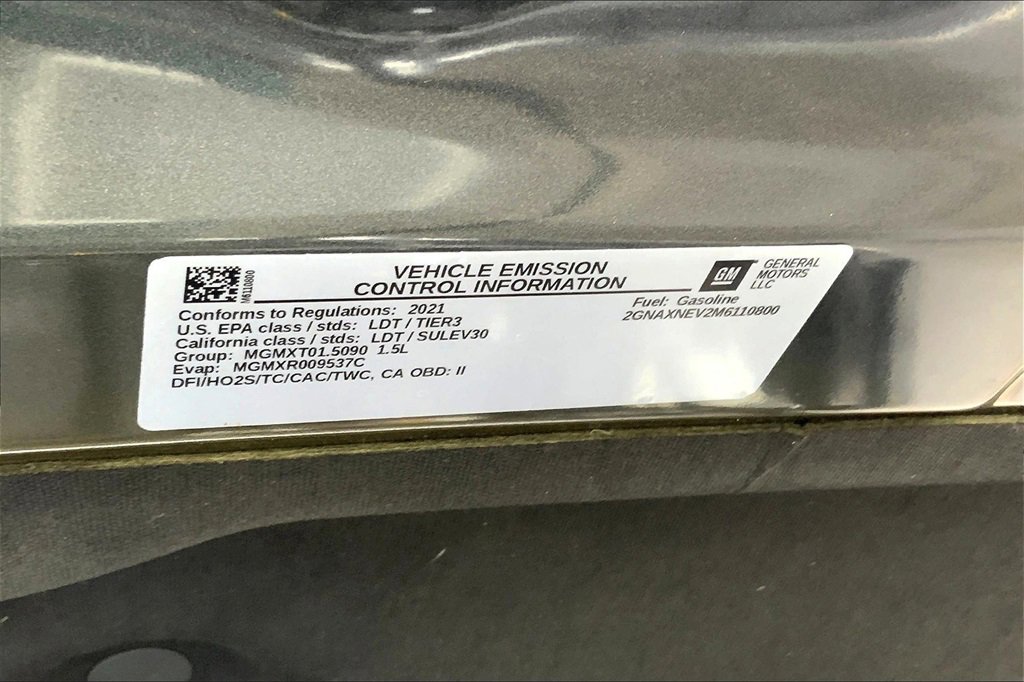 M6110800
VEHICLE EMISSION
CONTROL INFORMATION
GM
GENERAL
MOTORS
LLC
Conforms to Regulations: 2021
U.S. EPA class / stds: LDT / TIER3
California class / stds: LDT / SULEV30
Group: MGMXT01.5090 1.5L
Evap: MGMXR009537C
DFI/HO2S/TC/CAC/TWC, CA OBD: II
Fuel: Gasoline
2GNAXNEV2M6110800